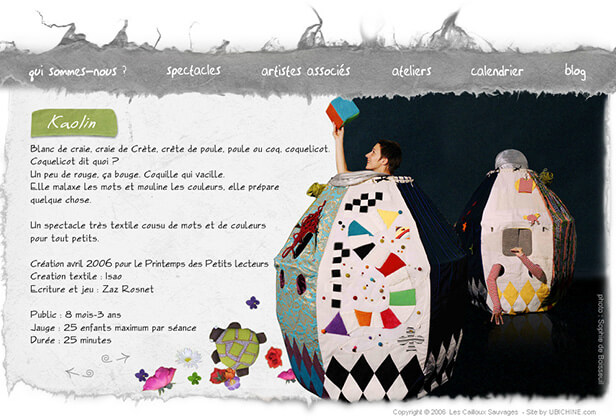 qui sommes-nous ? spectacles artistes associés ateliers calendrier blog
Kaolin
Blanc de craie, craie de Crète, crète de poule, poule ou coq, coquelicot.
Coquelicot dit quoi ?
Un peu de rouge, ça bouge. Coquille qui vacille.
Elle malaxe les mots et mouline les couleurs, elle prépare
quelque chose.
Un spectacle très textile cousu de mots et de couleurs
pour tout petits.
Création avril 2006 pour le Printemps des Petits lecteurs
Creation textile : Isao
Ecriture et jeu : Zaz Rosnet
Public : 8 mois-3 ans
Jauge : 25 enfants maximum par séance
Durée : 25 minutes
photo : Sophie de
Copyright © 2006 Les Cailloux Sauvages - Site by UBICHINE.com